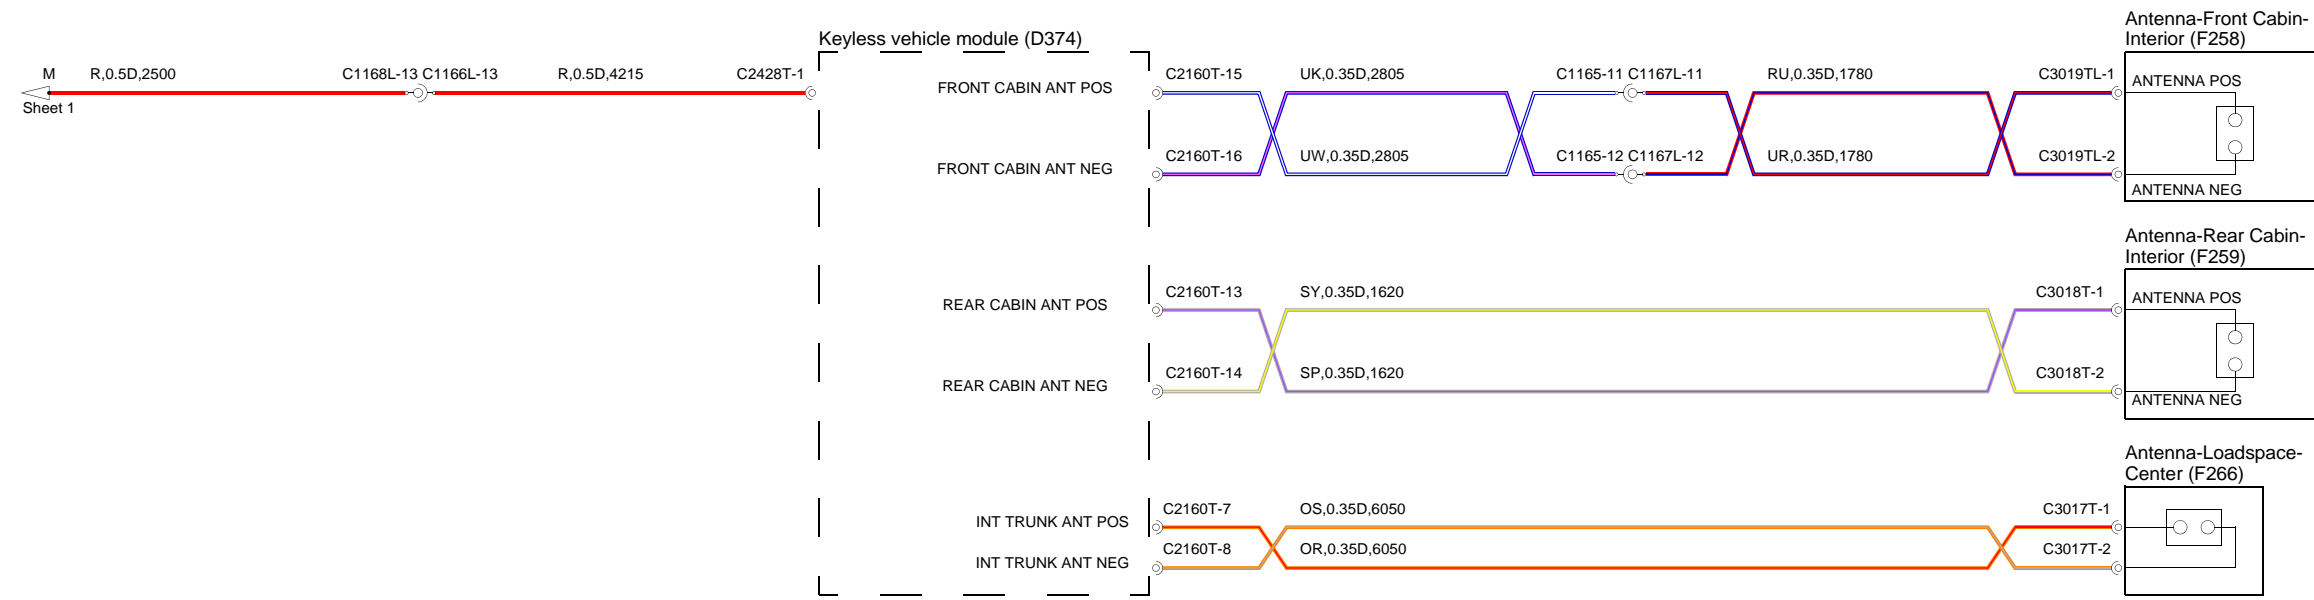 Antenna-Front Cabin-
Interior (F258)
Keyless vehicle module (D374)
M R,0.5D,2500 C1168L-13 C1166L-13 R,0.5D,4215 C2428T-1
Sheet 1
FRONT CABIN ANT POS
C2160T-15 UK,0.35D,2805 C1165-11 C1167L-11 RU,0.35D,1780 C3019TL-1
ANTENNA POS
FRONT CABIN ANT NEG
C2160T-16 UW,0.35D,2805 C1165-12 C1167L-12 UR,0.35D,1780 C3019TL-2
ANTENNA NEG
Antenna-Rear Cabin-
Interior (F259)
REAR CABIN ANT POS
C2160T-13 SY,0.35D,1620 C3018T-1
ANTENNA POS
REAR CABIN ANT NEG
C2160T-14 SP,0.35D,1620 C3018T-2
ANTENNA NEG
Antenna-Loadspace-
Center (F266)
INT TRUNK ANT POS
C2160T-7 OS,0.35D,6050 C3017T-1
INT TRUNK ANT NEG
C2160T-8 OR,0.35D,6050 C3017T-2